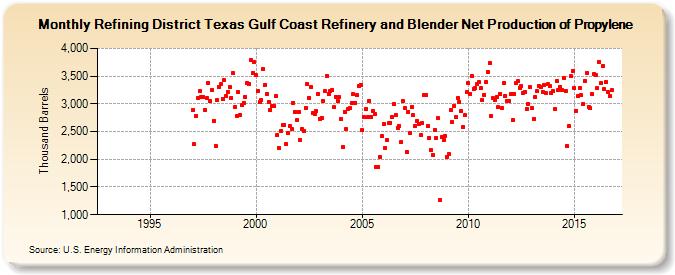 Monthly Refining District Texas Gulf Coast Refinery and Blender Net Production of Propylene
Thousand Barrels
4,000
3,500
3,000
2,500
2,000
1,500
1,000
1995 2000 2005 2010 2015
Source: U.S. Energy Information Administration